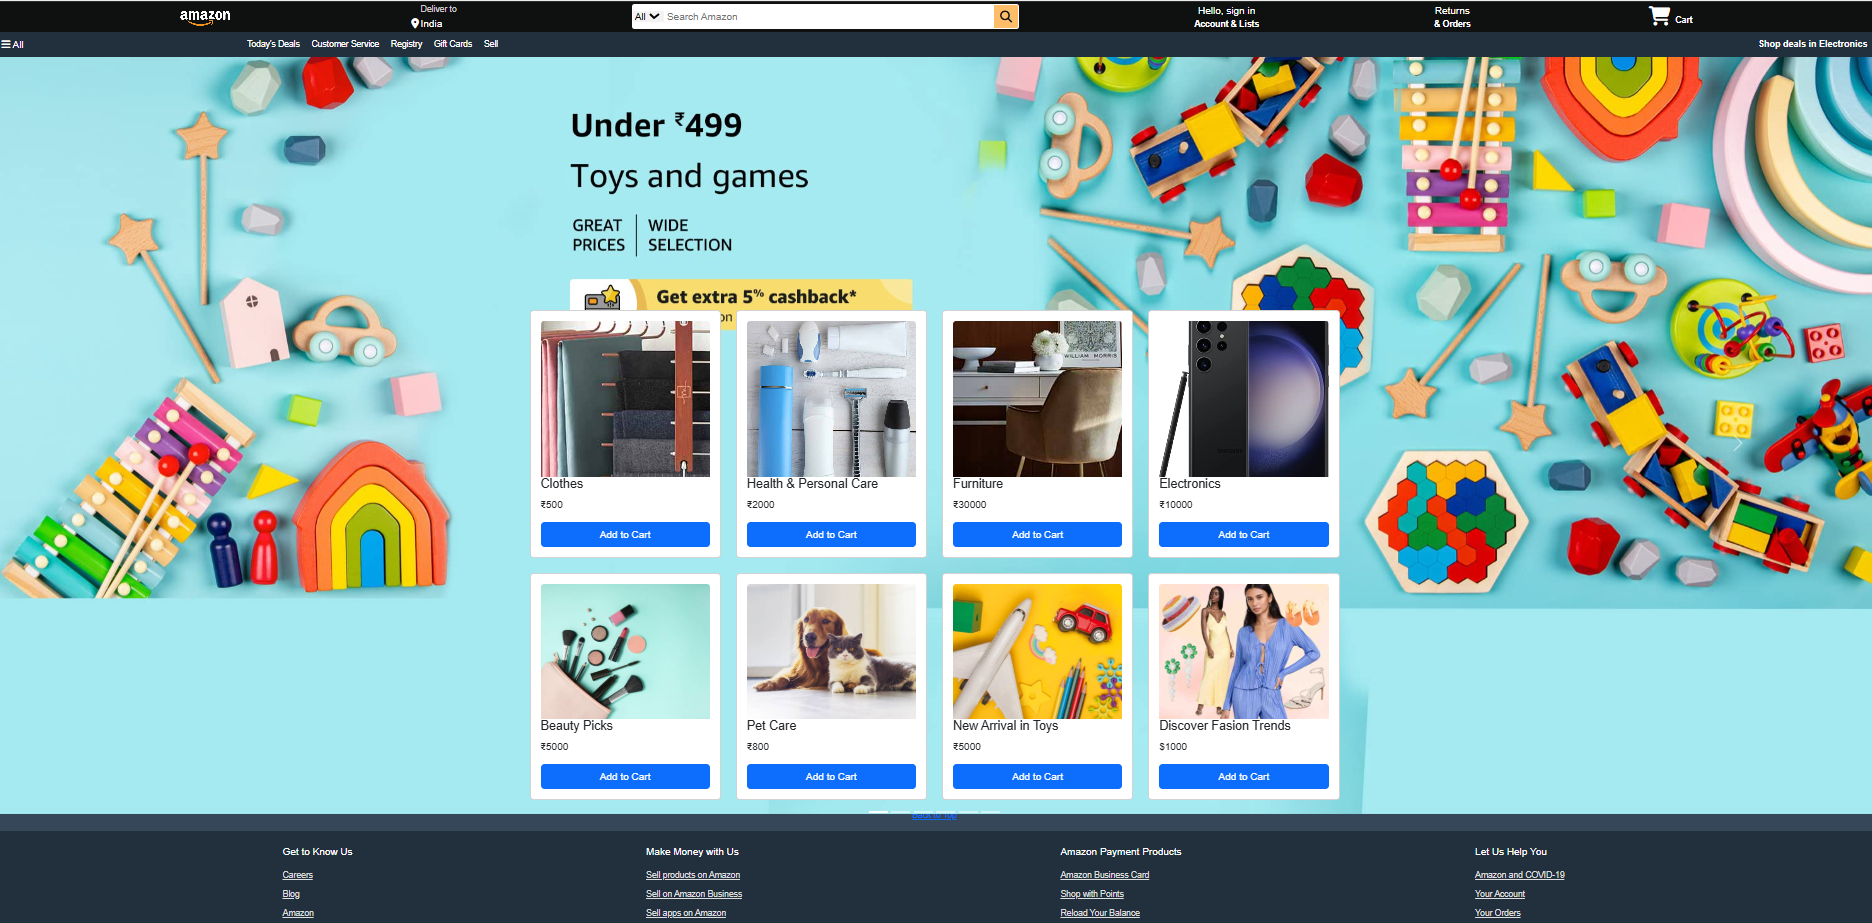 amazon
Deliver to
India
All
Search Amazon
Hello, sign in
Account & Lists
Returns
& Orders
Cart
All
Today's Deals
Customer Service
Registry
Gift Cards
Sell
Shop deals in Electronics
Under ₹499
Toys and games
GREAT
PRICES
WIDE
SELECTION
Get extra 5% cashback*
on
WILLIAM MORRIS
Clothes
₹500
Add to Cart
Health & Personal Care
₹2000
Add to Cart
Furniture
₹30000
Add to Cart
Electronics
₹10000
Add to Cart
Beauty Picks
₹5000
Add to Cart
Pet Care
₹800
Add to Cart
New Arrival in Toys
₹5000
Add to Cart
Discover Fasion Trends
$1000
Add to Cart
Back to Top
Get to Know Us
Careers
Blog
Amazon
Make Money with Us
Sell products on Amazon
Sell on Amazon Business
Sell apps on Amazon
Amazon Payment Products
Amazon Business Card
Shop with Points
Reload Your Balance
Let Us Help You
Amazon and COVID-19
Your Account
Your Orders